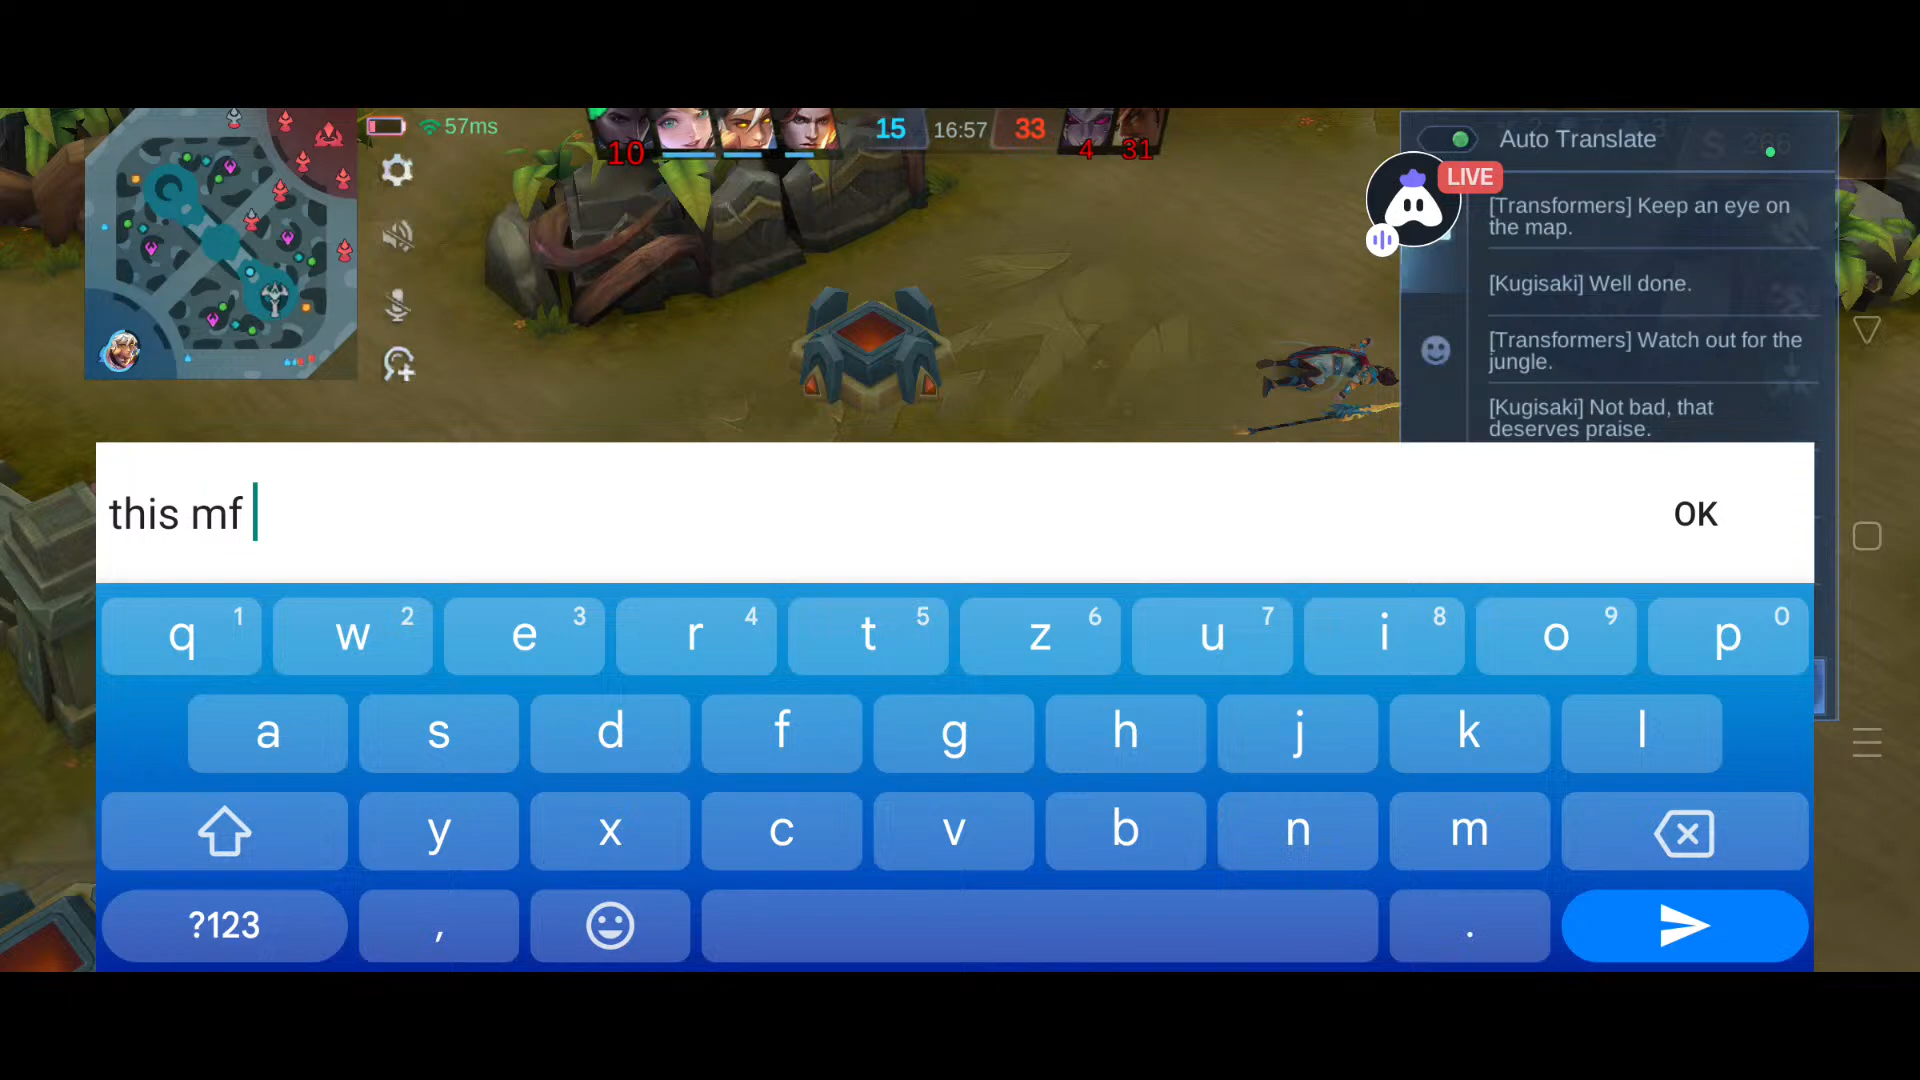 57ms
10
15
16:57
33
4
31
Auto Translate
LIVE
[Transformers] Keep an eye on
the map.
[Kugisaki] Well done.
[Transformers] Watch out for the
jungle.
[Kugisaki] Not bad, that
deserves praise.
this mf
OK
q 1 w 2 e 3 r 4 t 5 z 6 u 7 i 8 o 9 p 0
a s d f g h j k l
y x c v b n m
?123 , .